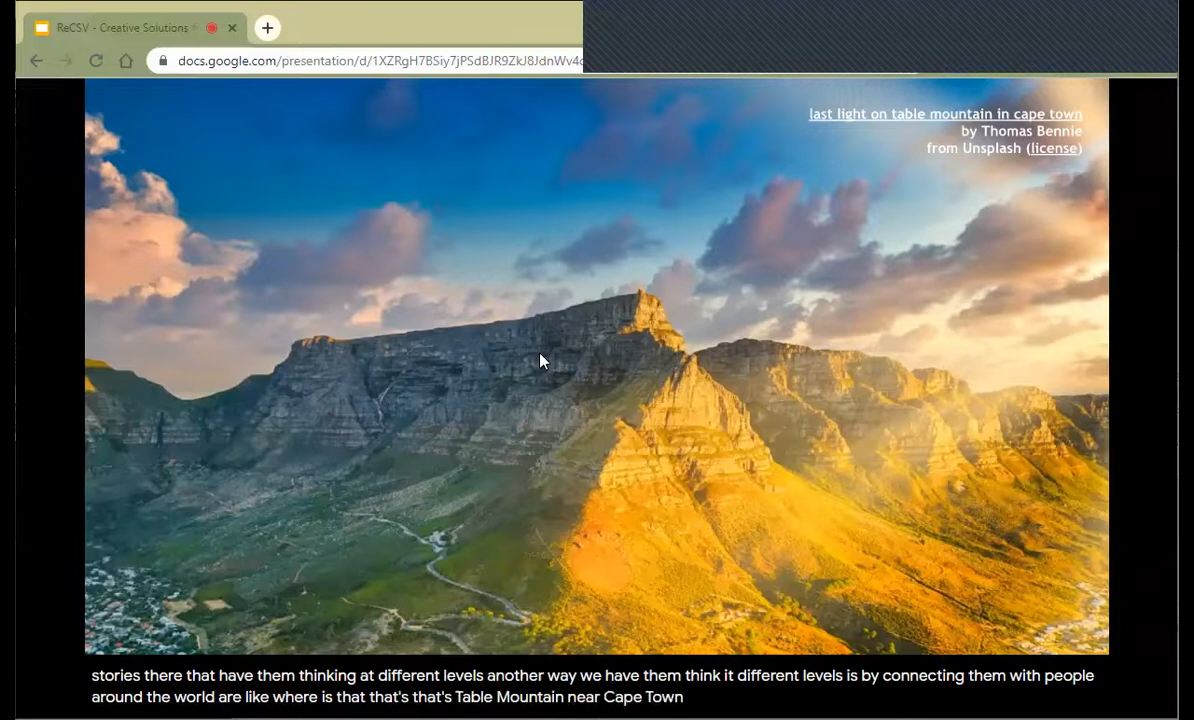 ReCSV - Creative Solutions
docs.google.com/presentation/d/1XZRgH7BSiy7jPSdBJR9ZkJ8JdnWv4
last light on table mountain in cape town
by Thomas Bennie
from Unsplash (license)
stories there that have them thinking at different levels another way we have them think it different levels is by connecting them with people
around the world are like where is that that's that's Table Mountain near Cape Town